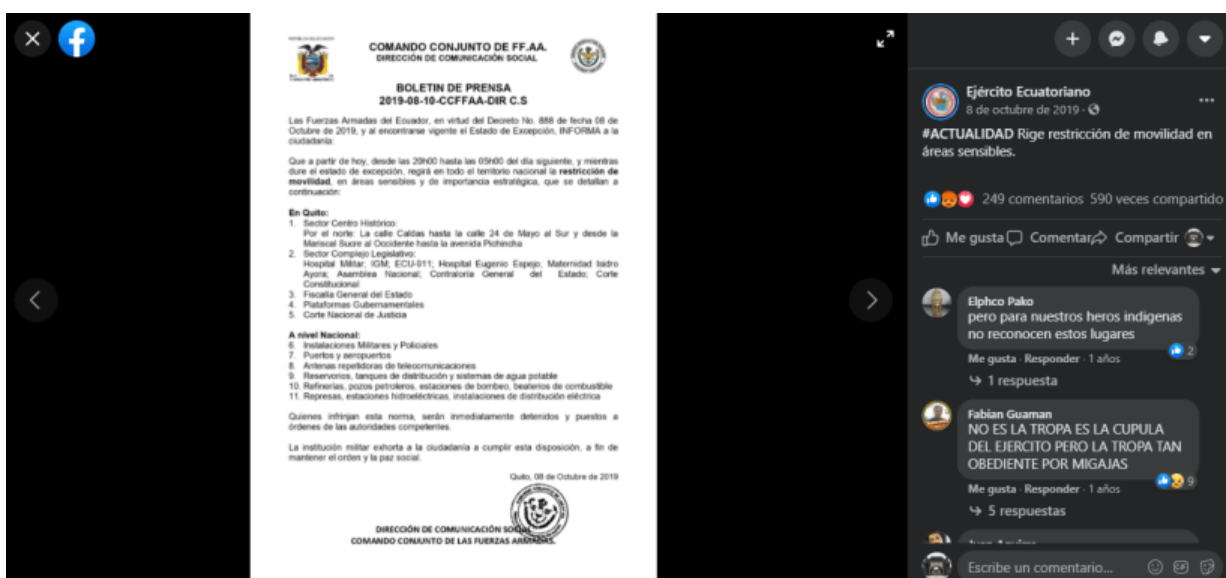 COMANDO CONJUNTO DE FF.AA.
DIRECCIÓN DE COMUNICACIÓN SOCIAL
BOLETIN DE PRENSA
2019-08-10-CCFFAA-DIR C.S
Las Fuerzas Armadas del Ecuador, en virtud del Decreto No. 888 de fecha 08 de
Octubre de 2019, y al encontrarse vigente el Estado de Excepción, INFORMA a la
ciudadanía:
Que a partir de hoy, desde las 20h00 hasta las 05h00 del día siguiente, y mientras
dure el estado de excepción, regirá en todo el territorio nacional la restricción de
movilidad, en áreas sensibles y de importancia estratégica, que se detallan a
continuación:
En Quito:
1. Sector Centro Histórico:
Por el norte: La calle Caldas hasta la calle 24 de Mayo al Sur y desde la
Mariscal Sucre al Occidente hasta la avenida Pichincha
2. Sector Complejo Legislativo:
Hospital Militar; IGM; ECU-911; Hospital Eugenio Espejo; Maternidad Isidro
Ayora; Asamblea Nacional; Contraloría General del Estado; Corte
Constitucional
3. Fiscalía General del Estado
4. Plataformas Gubernamentales
5. Corte Nacional de Justicia
A nivel Nacional:
6. Instalaciones Militares y Policiales
7. Puertos y aeropuertos
8. Antenas repetidoras de telecomunicaciones
9. Reservorios, tanques de distribución y sistemas de agua potable
10. Refinerías, pozos petroleros, estaciones de bombeo, beaterios de combustible
11. Represas, estaciones hidroeléctricas, instalaciones de distribución eléctrica
Quienes infrinjan esta norma, serán inmediatamente detenidos y puestos a
órdenes de las autoridades competentes.
La institución militar exhorta a la ciudadanía a cumplir esta disposición, a fin de
mantener el orden y la paz social.
Quito, 08 de Octubre de 2019
DIRECCIÓN DE COMUNICACIÓN SOCIAL
COMANDO CONJUNTO DE LAS FUERZAS ARMADAS.
Ejército Ecuatoriano
8 de octubre de 2019
#ACTUALIDAD Rige restricción de movilidad en
áreas sensibles.
249 comentarios 590 veces compartido
Me gusta Comentar Compartir
Más relevantes
Elphco Pako
pero para nuestros heros indigenas
no reconocen estos lugares
2
Me gusta · Responder · 1 años
1 respuesta
Fabian Guaman
NO ES LA TROPA ES LA CUPULA
DEL EJERCITO PERO LA TROPA TAN
OBEDIENTE POR MIGAJAS
9
Me gusta · Responder · 1 años
5 respuestas
Escribe un comentario...